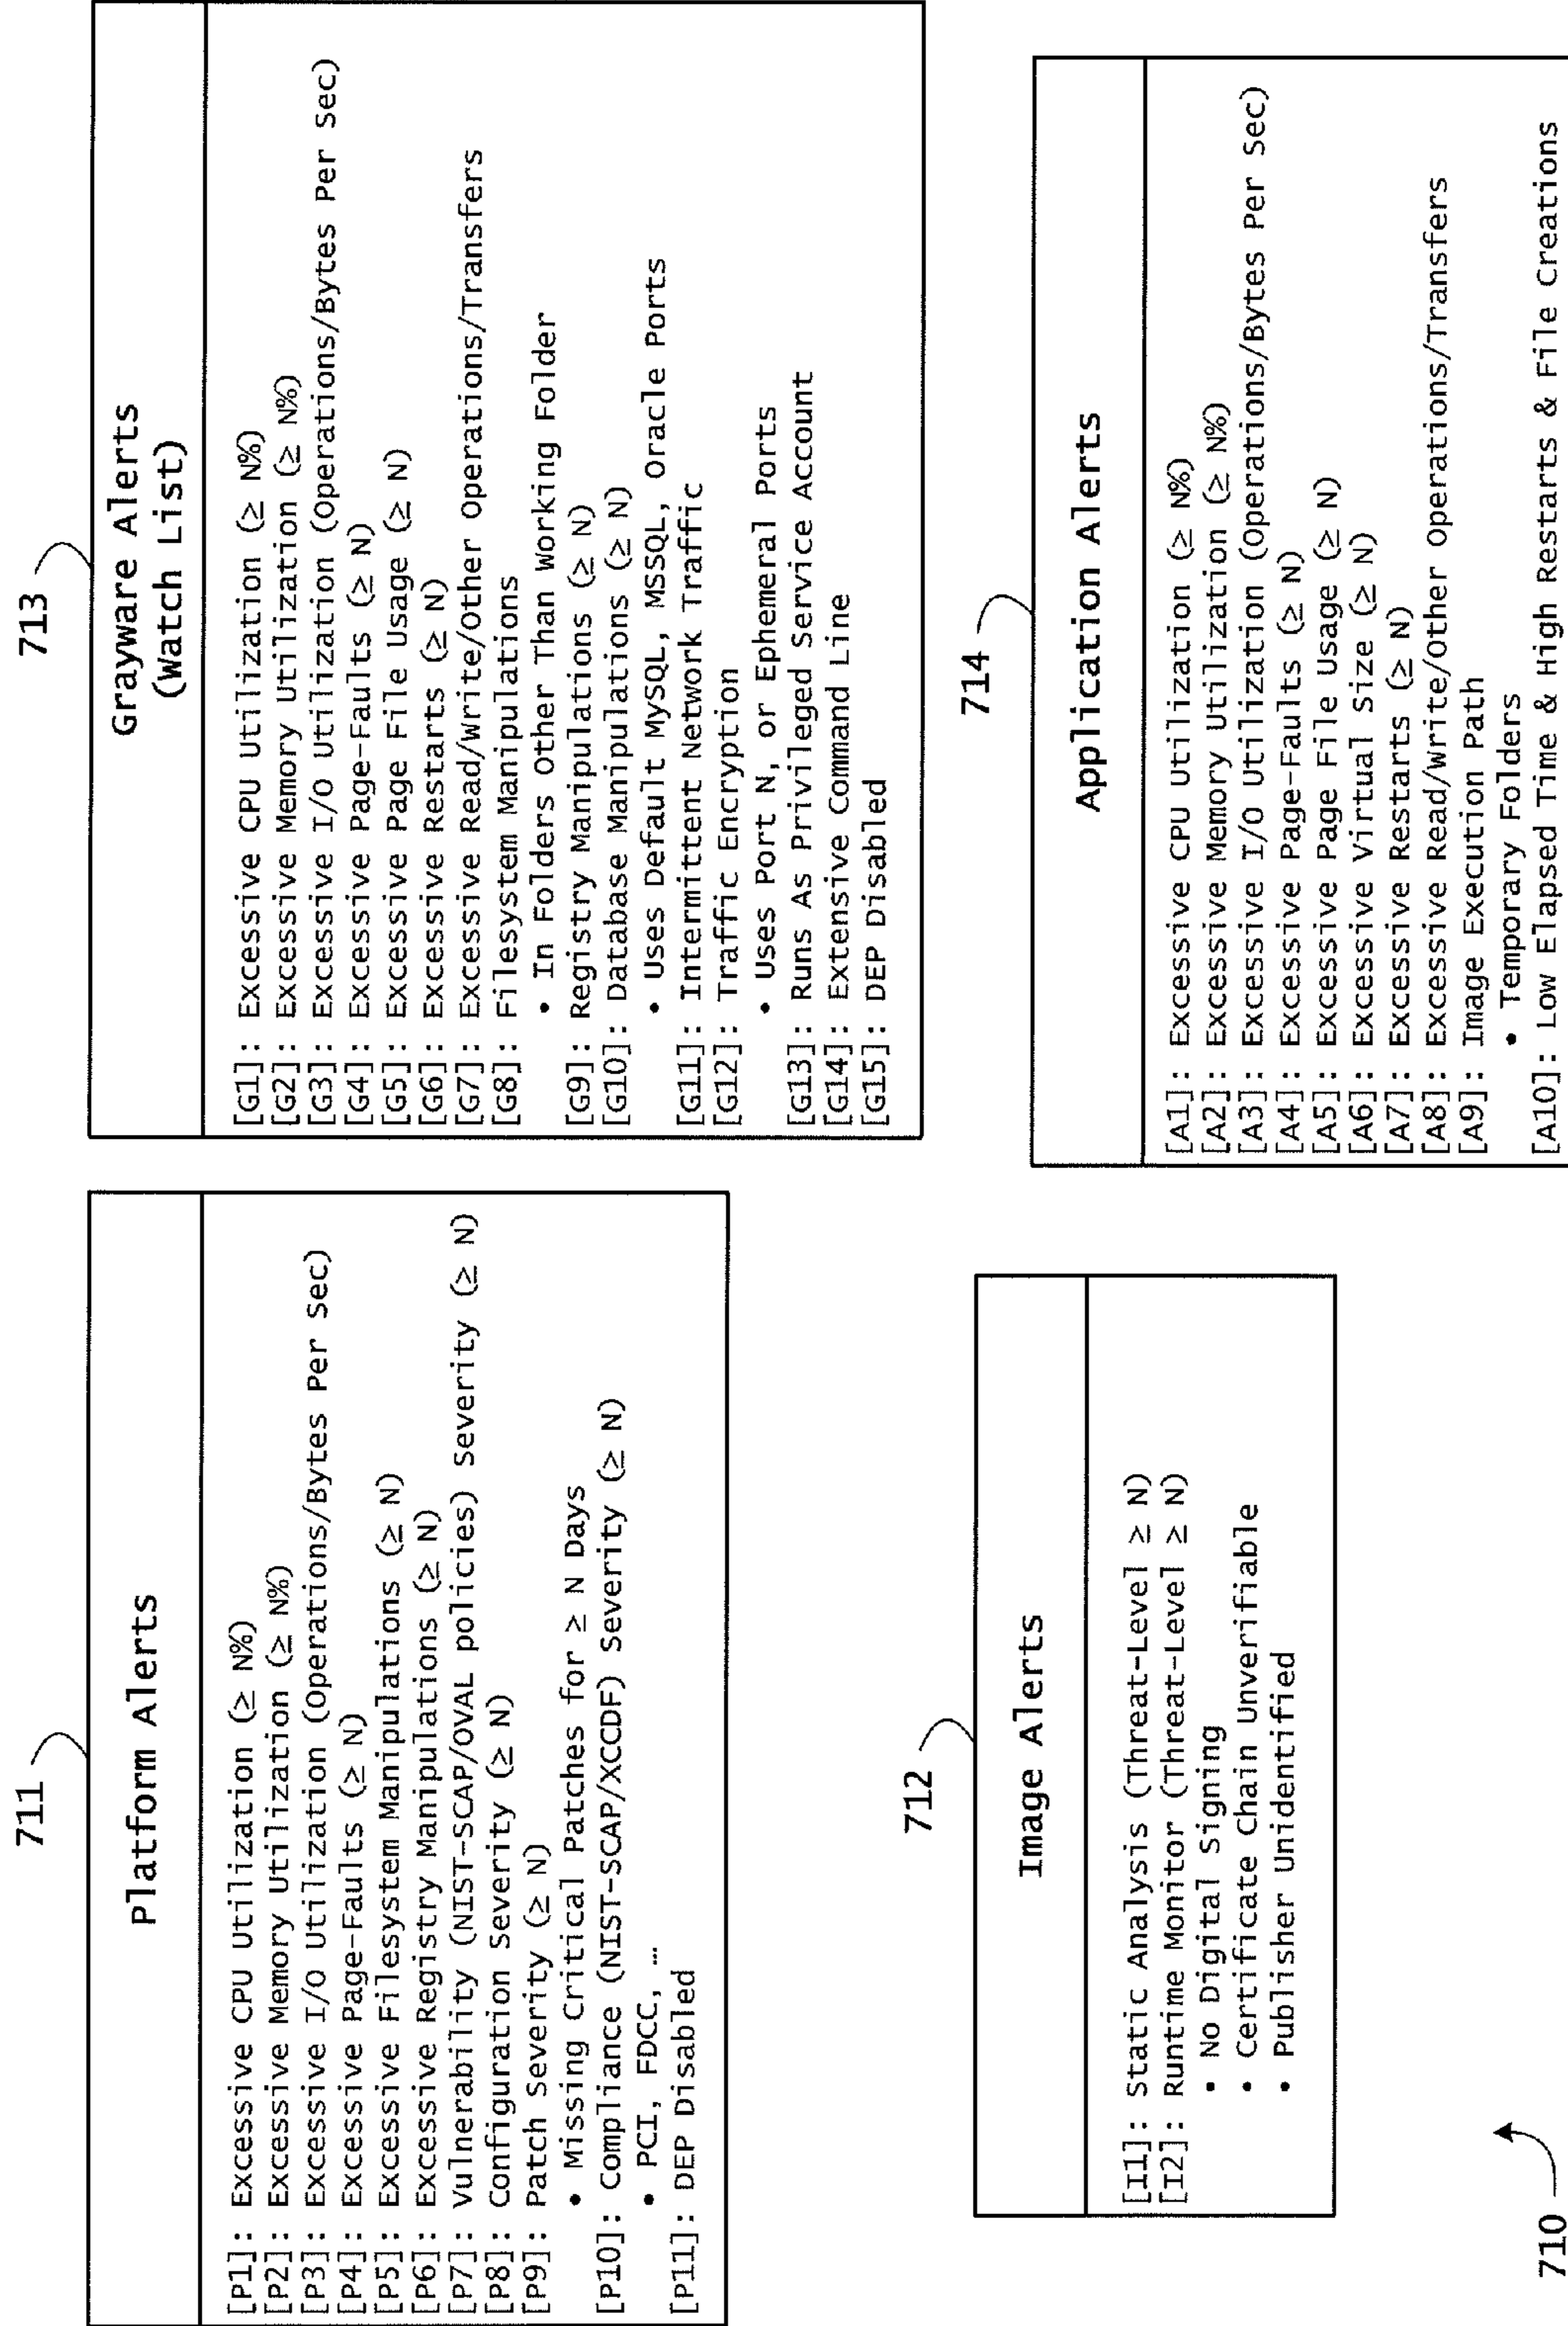 711
Platform Alerts
[P1]: Excessive CPU Utilization (≥ N%)
[P2]: Excessive Memory Utilization (≥ N%)
[P3]: Excessive I/O Utilization (Operations/Bytes Per Sec)
[P4]: Excessive Page-Faults (≥ N)
[P5]: Excessive Filesystem Manipulations (≥ N)
[P6]: Excessive Registry Manipulations (≥ N)
[P7]: Vulnerability (NIST-SCAP/OVAL policies) Severity (≥ N)
[P8]: Configuration Severity (≥ N)
[P9]: Patch Severity (≥ N)
• Missing Critical Patches for ≥ N Days
[P10]: Compliance (NIST-SCAP/XCCDF) Severity (≥ N)
• PCI, FDCC, …
[P11]: DEP Disabled
713
Grayware Alerts
(Watch List)
[G1]: Excessive CPU Utilization (≥ N%)
[G2]: Excessive Memory Utilization (≥ N%)
[G3]: Excessive I/O Utilization (Operations/Bytes Per Sec)
[G4]: Excessive Page-Faults (≥ N)
[G5]: Excessive Page File Usage (≥ N)
[G6]: Excessive Restarts (≥ N)
[G7]: Excessive Read/Write/Other Operations/Transfers
[G8]: Filesystem Manipulations
• In Folders Other Than Working Folder
[G9]: Registry Manipulations (≥ N)
[G10]: Database Manipulations (≥ N)
• Uses Default MySQL, MSSQL, Oracle Ports
[G11]: Intermittent Network Traffic
[G12]: Traffic Encryption
• Uses Port N, or Ephemeral Ports
[G13]: Runs As Privileged Service Account
[G14]: Extensive Command Line
[G15]: DEP Disabled
712
Image Alerts
[I1]: Static Analysis (Threat-Level ≥ N)
[I2]: Runtime Monitor (Threat-Level ≥ N)
• No Digital Signing
• Certificate Chain Unverifiable
• Publisher Unidentified
714
Application Alerts
[A1]: Excessive CPU Utilization (≥ N%)
[A2]: Excessive Memory Utilization (≥ N%)
[A3]: Excessive I/O Utilization (Operations/Bytes Per Sec)
[A4]: Excessive Page-Faults (≥ N)
[A5]: Excessive Page File Usage (≥ N)
[A6]: Excessive Virtual Size (≥ N)
[A7]: Excessive Restarts (≥ N)
[A8]: Excessive Read/Write/Other Operations/Transfers
[A9]: Image Execution Path
• Temporary Folders
[A10]: Low Elapsed Time & High Restarts & File Creations
710